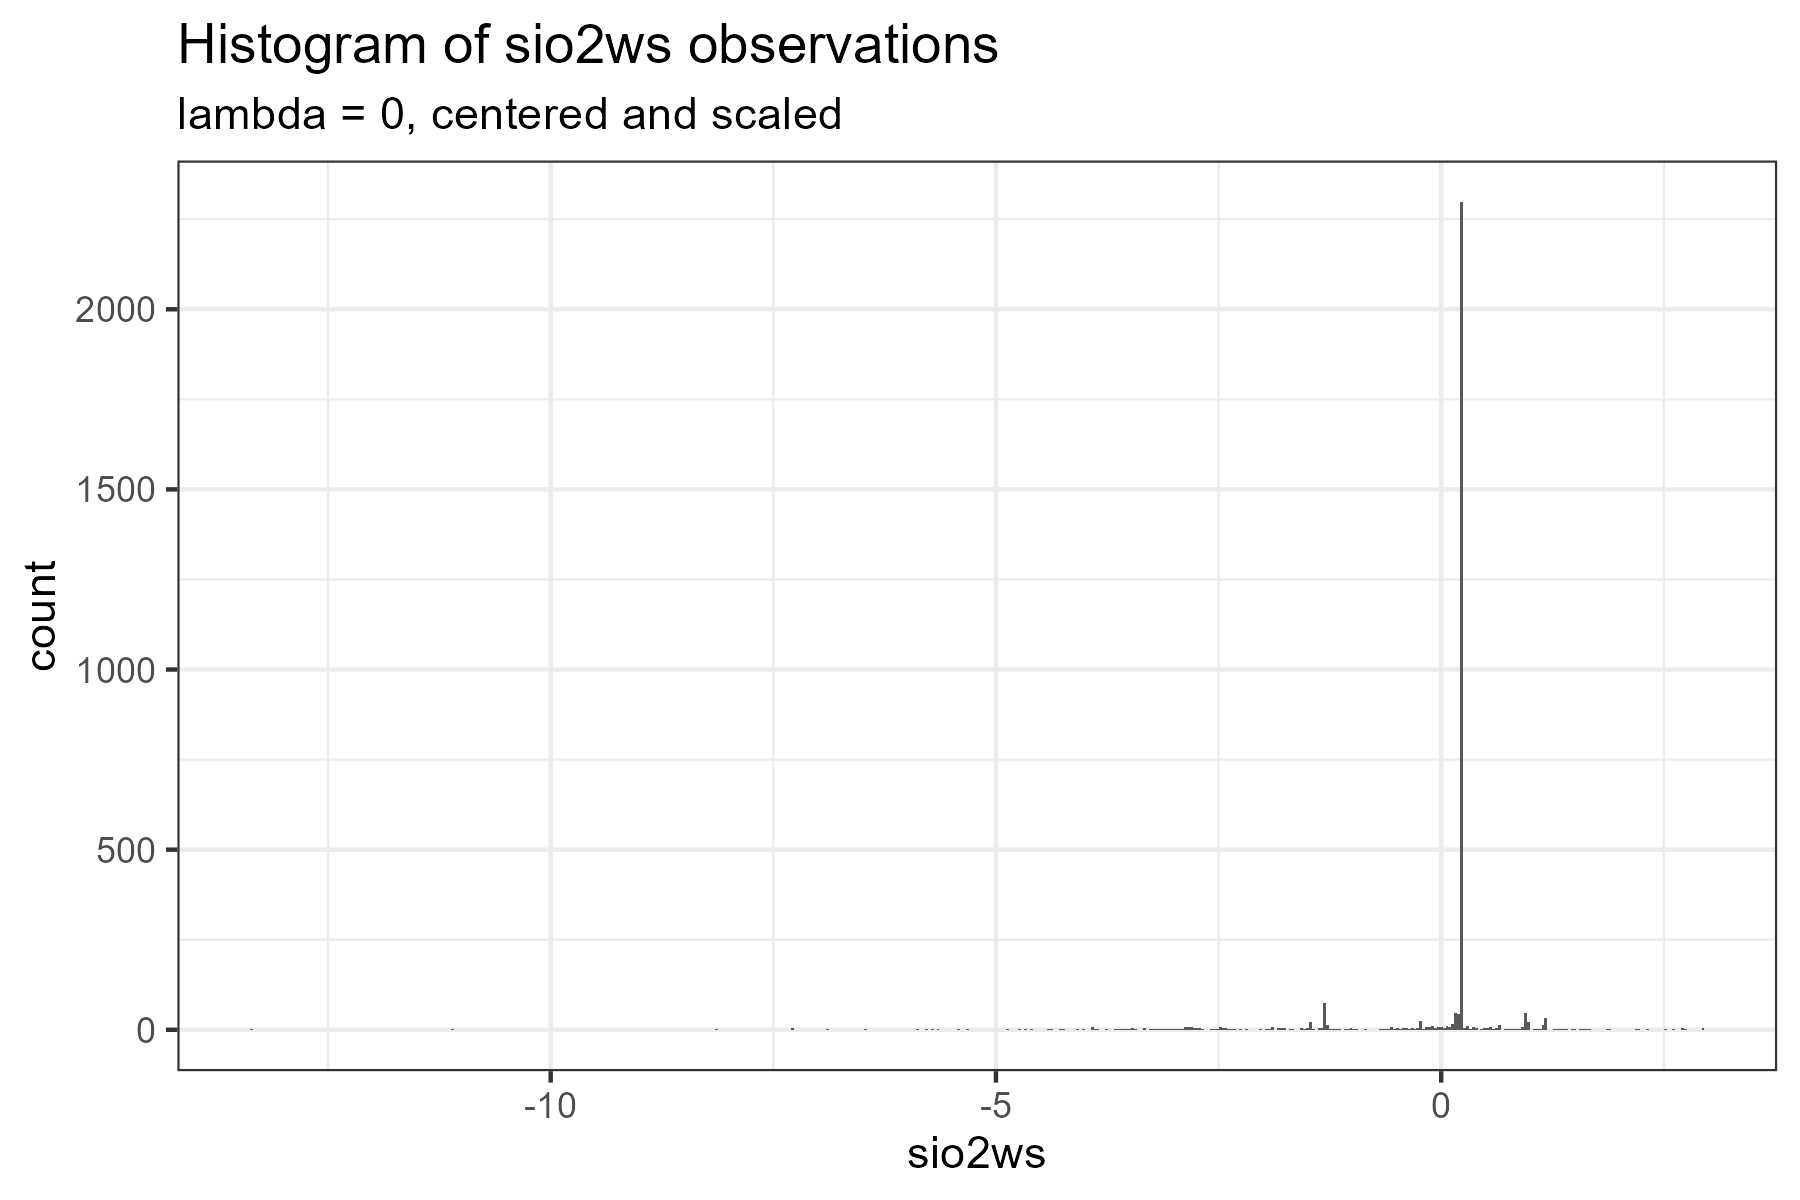 Histogram of sio2ws observations
lambda = 0, centered and scaled
2000
1500
1000
500
0
count
-10
-5
0
sio2ws